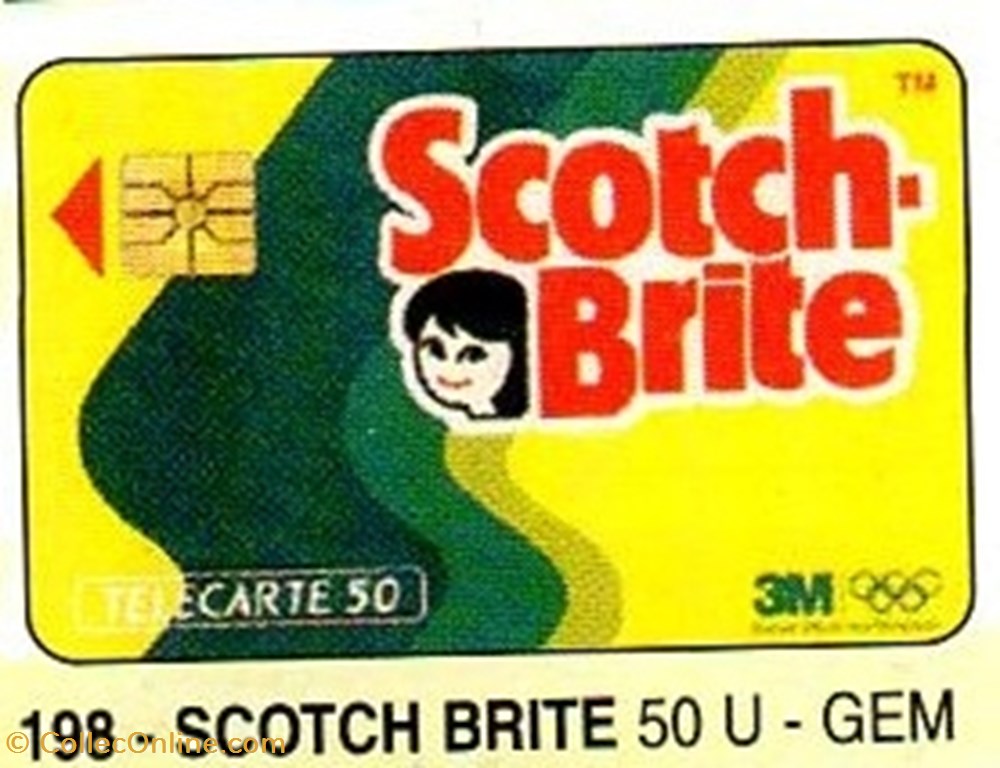 TM
Scotch-
Brite
TELECARTE 50
3M
198 - SCOTCH BRITE 50 U - GEM
© CollecOnline.com